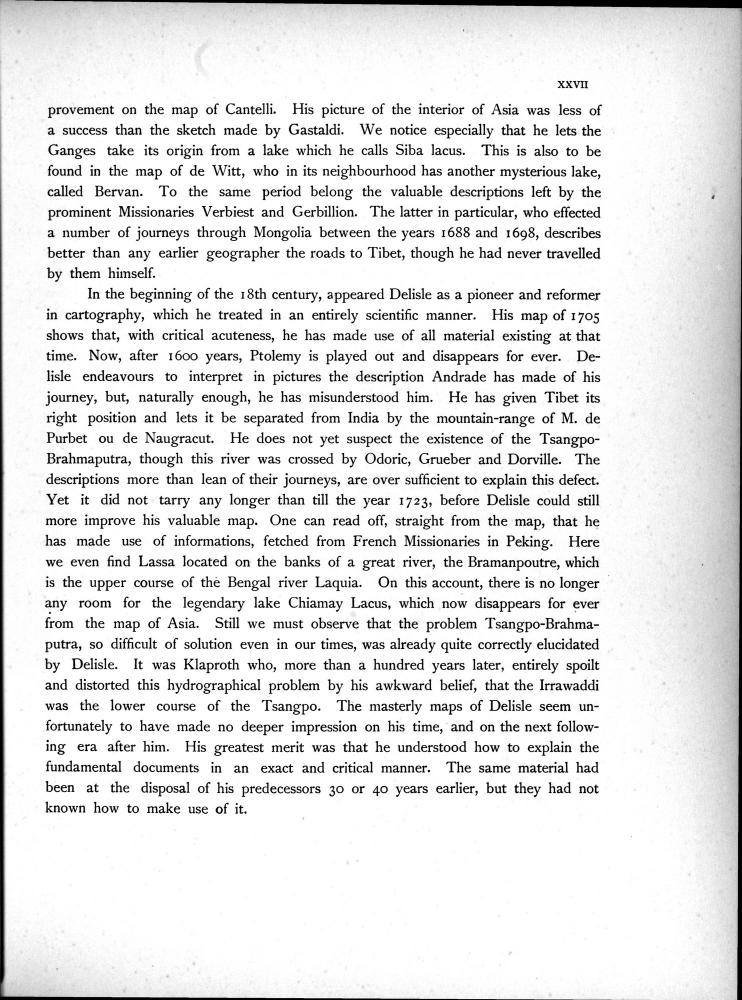 XXVII
provement on the map of Cantelli. His picture of the interior of Asia was less of
a success than the sketch made by Gastaldi. We notice especially that he lets the
Ganges take its origin from a lake which he calls Siba lacus. This is also to be
found in the map of de Witt, who in its neighbourhood has another mysterious lake,
called Bervan. To the same period belong the valuable descriptions left by the
prominent Missionaries Verbiest and Gerbillion. The latter in particular, who effected
a number of journeys through Mongolia between the years 1688 and 1698, describes
better than any earlier geographer the roads to Tibet, though he had never travelled
by them himself.
In the beginning of the 18th century, appeared Delisle as a pioneer and reformer
in cartography, which he treated in an entirely scientific manner. His map of 1705
shows that, with critical acuteness, he has made use of all material existing at that
time. Now, after 1600 years, Ptolemy is played out and disappears for ever. De-
lisle endeavours to interpret in pictures the description Andrade has made of his
journey, but, naturally enough, he has misunderstood him. He has given Tibet its
right position and lets it be separated from India by the mountain-range of M. de
Purbet ou de Naugracut. He does not yet suspect the existence of the Tsangpo-
Brahmaputra, though this river was crossed by Odoric, Grueber and Dorville. The
descriptions more than lean of their journeys, are over sufficient to explain this defect.
Yet it did not tarry any longer than till the year 1723, before Delisle could still
more improve his valuable map. One can read off, straight from the map, that he
has made use of informations, fetched from French Missionaries in Peking. Here
we even find Lassa located on the banks of a great river, the Bramanpoutre, which
is the upper course of the Bengal river Laquia. On this account, there is no longer
any room for the legendary lake Chiamay Lacus, which now disappears for ever
from the map of Asia. Still we must observe that the problem Tsangpo-Brahma-
putra, so difficult of solution even in our times, was already quite correctly elucidated
by Delisle. It was Klaproth who, more than a hundred years later, entirely spoilt
and distorted this hydrographical problem by his awkward belief, that the Irrawaddi
was the lower course of the Tsangpo. The masterly maps of Delisle seem un-
fortunately to have made no deeper impression on his time, and on the next follow-
ing era after him. His greatest merit was that he understood how to explain the
fundamental documents in an exact and critical manner. The same material had
been at the disposal of his predecessors 30 or 40 years earlier, but they had not
known how to make use of it.